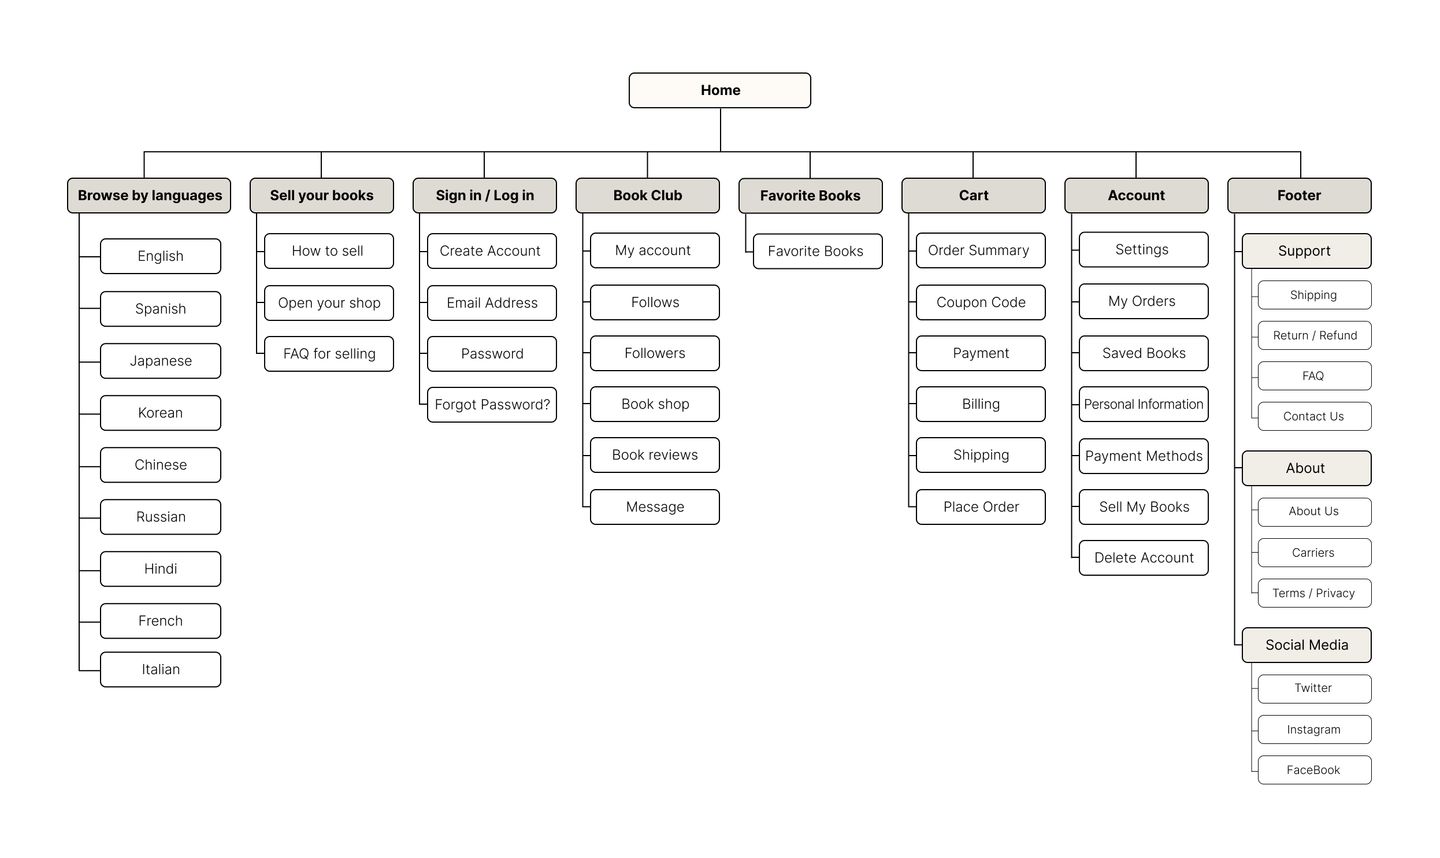 Home
Browse by languages
English
Spanish
Japanese
Korean
Chinese
Russian
Hindi
French
Italian
Sell your books
How to sell
Open your shop
FAQ for selling
Sign in / Log in
Create Account
Email Address
Password
Forgot Password?
Book Club
My account
Follows
Followers
Book shop
Book reviews
Message
Favorite Books
Favorite Books
Cart
Order Summary
Coupon Code
Payment
Billing
Shipping
Place Order
Account
Settings
My Orders
Saved Books
Personal Information
Payment Methods
Sell My Books
Delete Account
Footer
Support
Shipping
Return / Refund
FAQ
Contact Us
About
About Us
Carriers
Terms / Privacy
Social Media
Twitter
Instagram
FaceBook